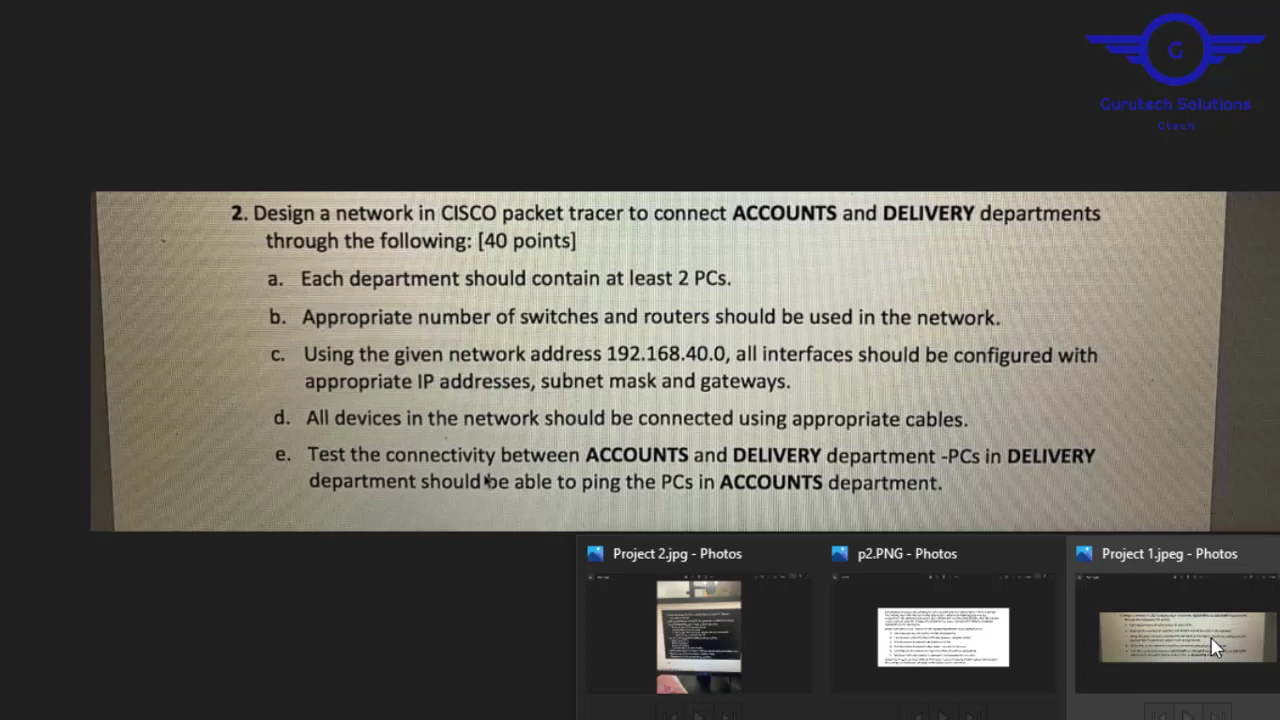 G
Gurutech Solutions
Gtech
2. Design a network in CISCO packet tracer to connect ACCOUNTS and DELIVERY departments
through the following: [40 points]
a. Each department should contain at least 2 PCs.
b. Appropriate number of switches and routers should be used in the network.
c. Using the given network address 192.168.40.0, all interfaces should be configured with
appropriate IP addresses, subnet mask and gateways.
d. All devices in the network should be connected using appropriate cables.
e. Test the connectivity between ACCOUNTS and DELIVERY department -PCs in DELIVERY
department should be able to ping the PCs in ACCOUNTS department.
Project 2.jpg - Photos
p2.PNG - Photos
Project 1.jpeg - Photos